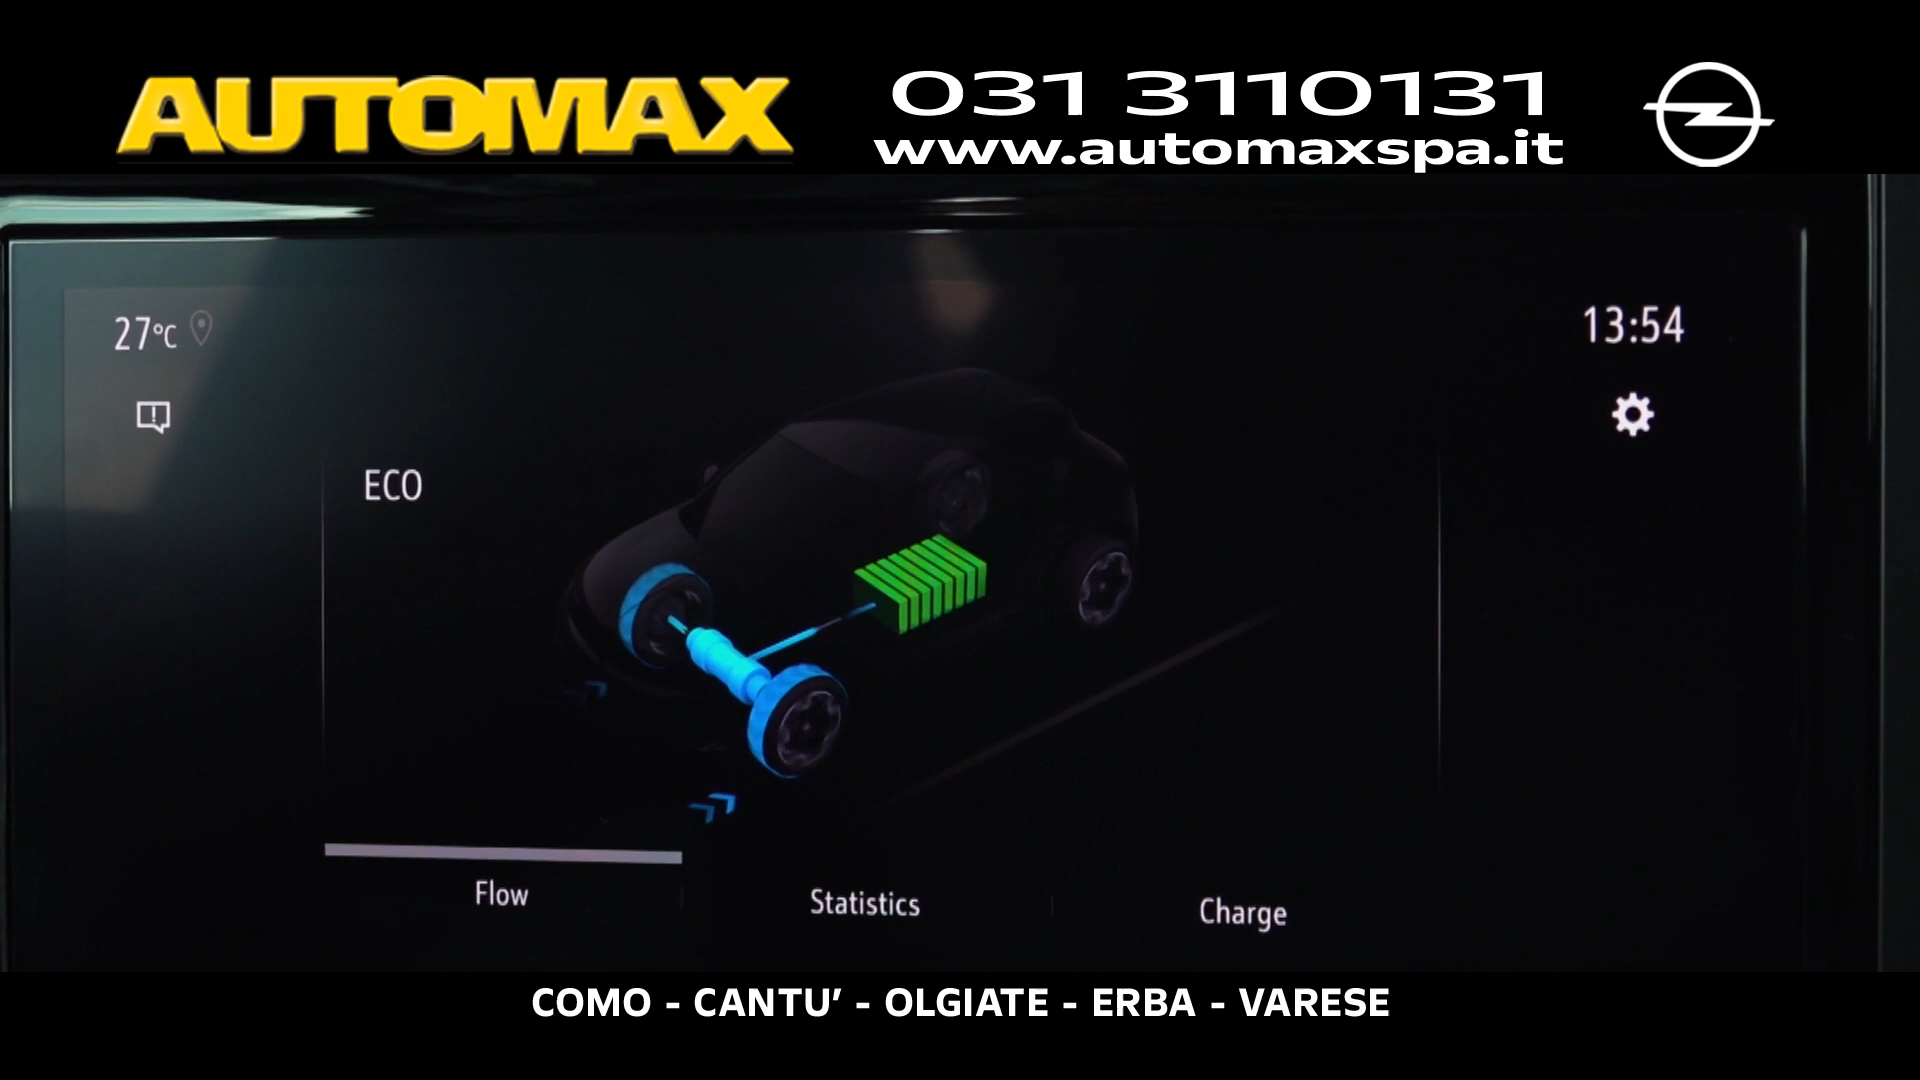 AUTOMAX
031 3110131
www.automaxspa.it
27°C
13:54
ECO
Flow
Statistics
Charge
COMO - CANTU’ - OLGIATE - ERBA - VARESE